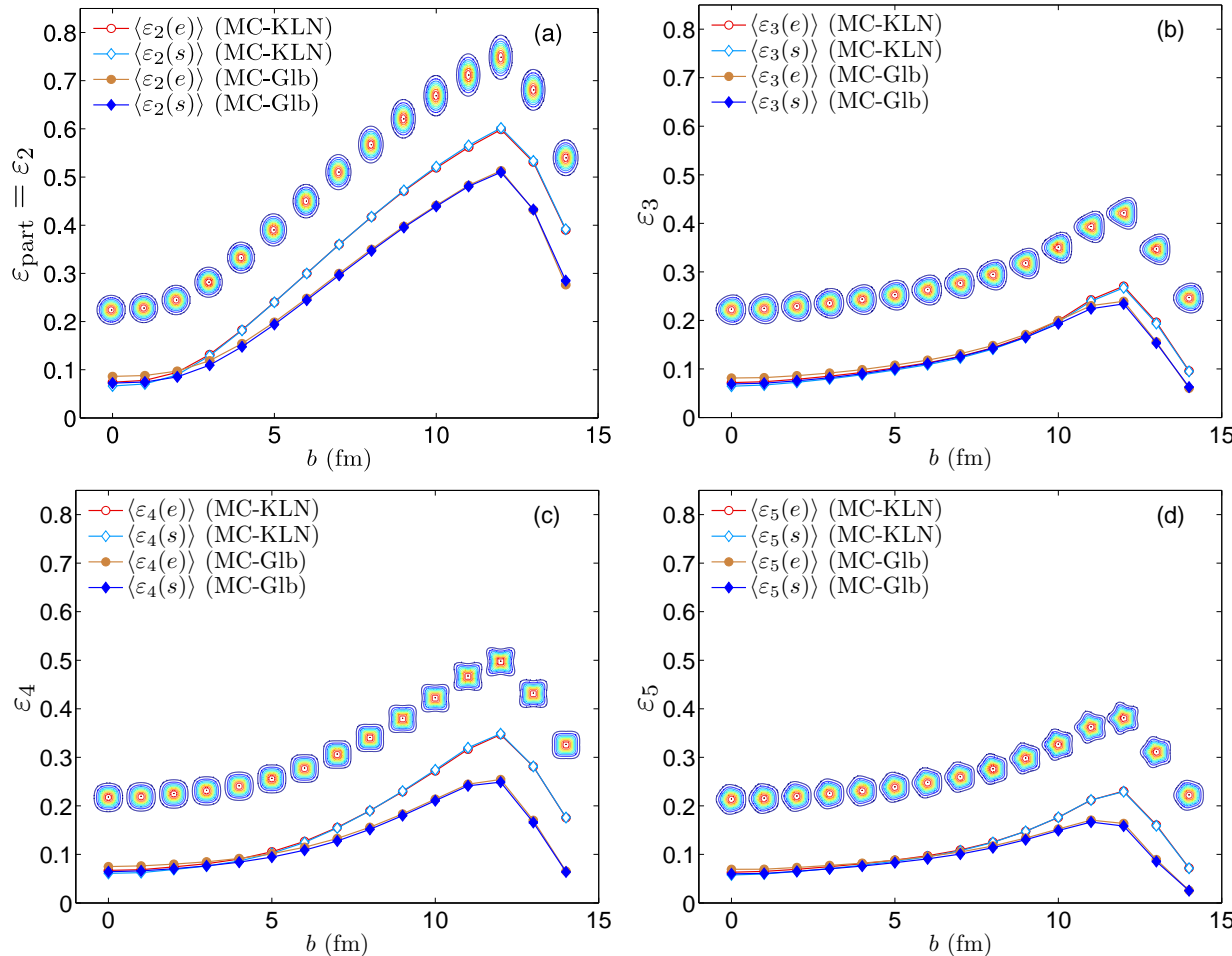 0.8
0.7
0.6
0.5
0.4
0.3
0.2
0.1
0
⟨ε₂(e)⟩ (MC-KLN)
⟨ε₂(s)⟩ (MC-KLN)
⟨ε₂(e)⟩ (MC-Glb)
⟨ε₂(s)⟩ (MC-Glb)
(a)
ε_part = ε₂
0 5 10 15
b (fm)
0.8
0.7
0.6
0.5
0.4
0.3
0.2
0.1
0
⟨ε₃(e)⟩ (MC-KLN)
⟨ε₃(s)⟩ (MC-KLN)
⟨ε₃(e)⟩ (MC-Glb)
⟨ε₃(s)⟩ (MC-Glb)
(b)
ε₃
0 5 10 15
b (fm)
0.8
0.7
0.6
0.5
0.4
0.3
0.2
0.1
0
⟨ε₄(e)⟩ (MC-KLN)
⟨ε₄(s)⟩ (MC-KLN)
⟨ε₄(e)⟩ (MC-Glb)
⟨ε₄(s)⟩ (MC-Glb)
(c)
ε₄
0 5 10 15
b (fm)
0.8
0.7
0.6
0.5
0.4
0.3
0.2
0.1
0
⟨ε₅(e)⟩ (MC-KLN)
⟨ε₅(s)⟩ (MC-KLN)
⟨ε₅(e)⟩ (MC-Glb)
⟨ε₅(s)⟩ (MC-Glb)
(d)
ε₅
0 5 10 15
b (fm)